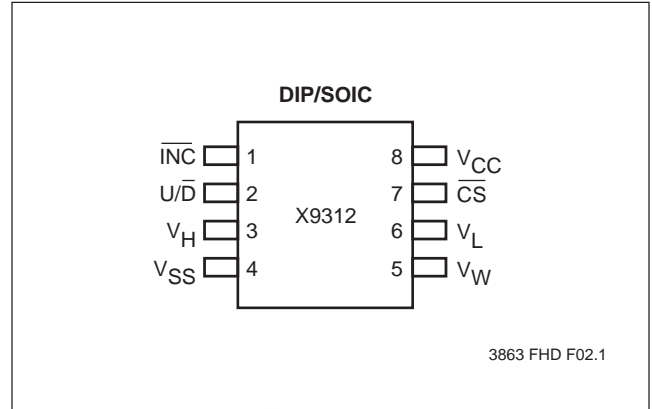 DIP/SOIC
INC 1 8 VCC
U/D 2 7 CS
X9312
VH 3 6 VL
VSS 4 5 VW
3863 FHD F02.1